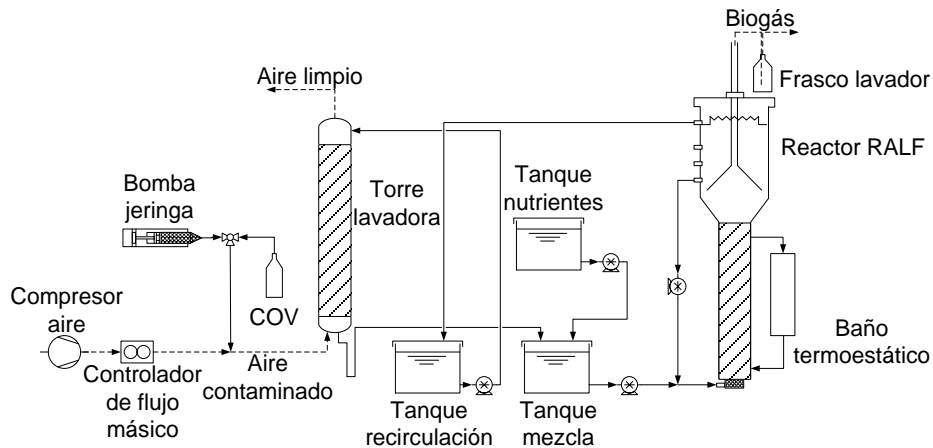 Biogás
Aire limpio
Frasco lavador
Reactor RALF
Tanque
nutrientes
Torre
lavadora
Bomba
jeringa
COV
Compresor
aire
Baño
termoestático
Controlador
de flujo
másico
Aire
contaminado
Tanque
recirculación
Tanque
mezcla